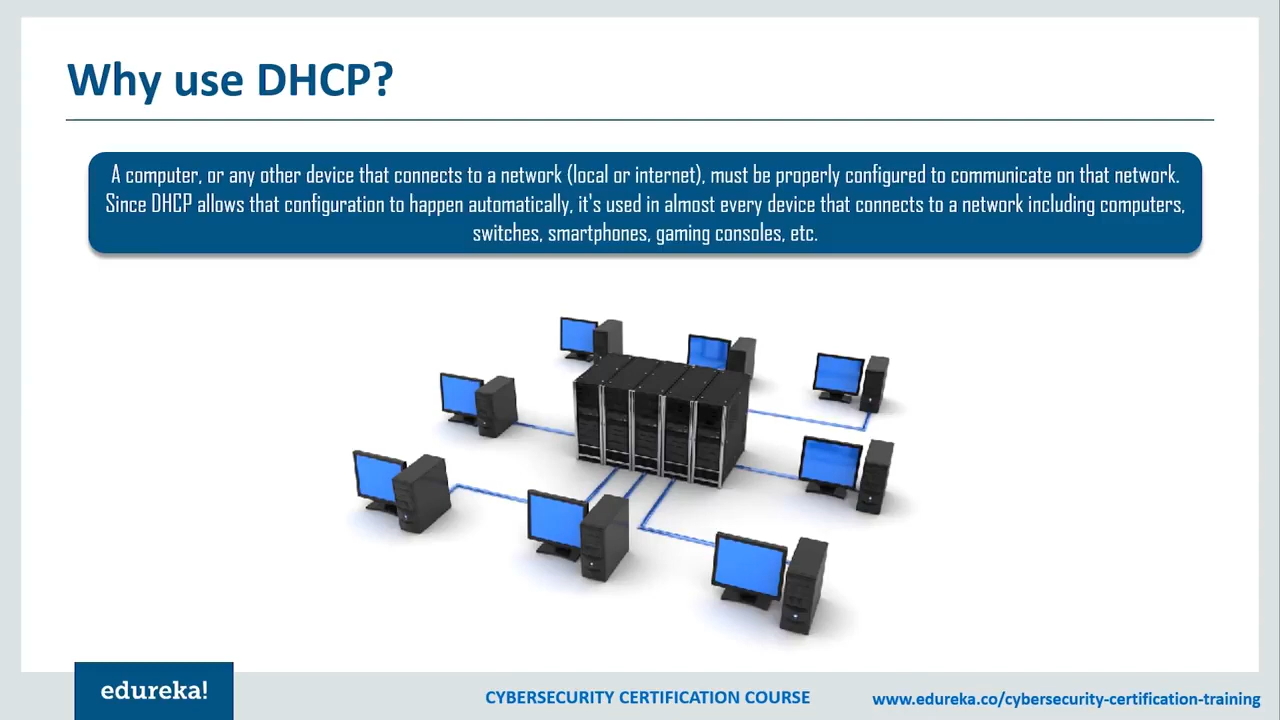 Why use DHCP?
A computer, or any other device that connects to a network (local or internet), must be properly configured to communicate on that network.
Since DHCP allows that configuration to happen automatically, it's used in almost every device that connects to a network including computers,
switches, smartphones, gaming consoles, etc.
edureka!
CYBERSECURITY CERTIFICATION COURSE
www.edureka.co/cybersecurity-certification-training